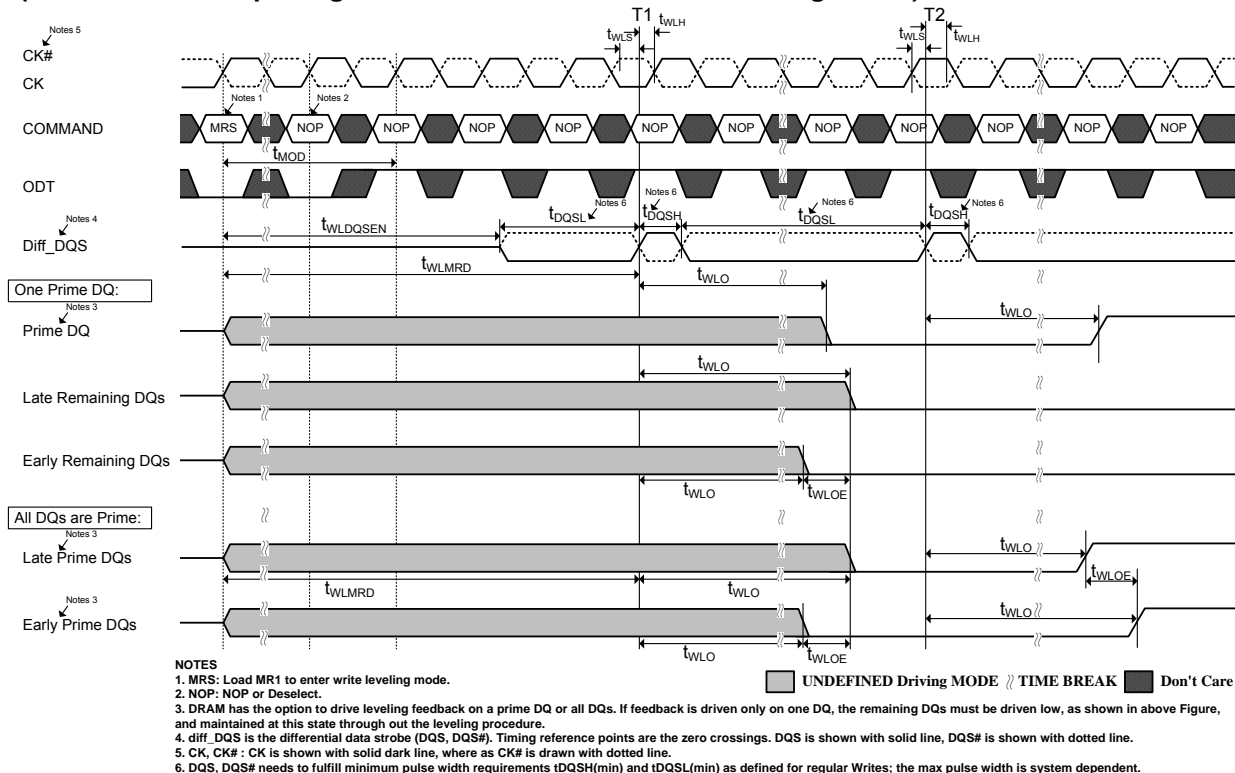 T1
T2
tWLS
tWLH
tWLS
tWLH
Notes 5
CK#
CK
Notes 1
Notes 2
COMMAND
MRS
NOP
NOP
NOP
NOP
NOP
NOP
NOP
NOP
NOP
NOP
NOP
tMOD
ODT
Notes 4
Diff_DQS
tWLDQSEN
tDQSL
Notes 6
tDQSH
Notes 6
tDQSL
Notes 6
tDQSH
Notes 6
tWLMRD
tWLO
One Prime DQ:
Notes 3
Prime DQ
tWLO
tWLO
Late Remaining DQs
Early Remaining DQs
tWLO
tWLOE
All DQs are Prime:
Notes 3
Late Prime DQs
tWLMRD
tWLO
tWLO
tWLOE
Notes 3
Early Prime DQs
tWLO
tWLOE
tWLO
NOTES
1. MRS: Load MR1 to enter write leveling mode.
2. NOP: NOP or Deselect.
UNDEFINED Driving MODE
TIME BREAK
Don't Care
3. DRAM has the option to drive leveling feedback on a prime DQ or all DQs. If feedback is driven only on one DQ, the remaining DQs must be driven low, as shown in above Figure,
and maintained at this state through out the leveling procedure.
4. diff_DQS is the differential data strobe (DQS, DQS#). Timing reference points are the zero crossings. DQS is shown with solid line, DQS# is shown with dotted line.
5. CK, CK# : CK is shown with solid dark line, where as CK# is drawn with dotted line.
6. DQS, DQS# needs to fulfill minimum pulse width requirements tDQSH(min) and tDQSL(min) as defined for regular Writes; the max pulse width is system dependent.